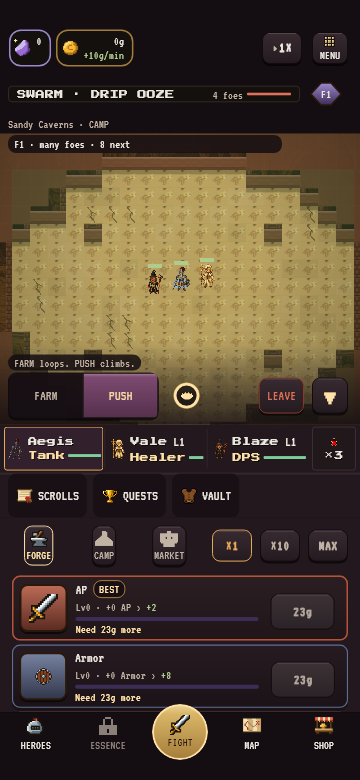 0
0g
+10g/min
▸1X
MENU
SWARM · DRIP OOZE
4 foes
F1
Sandy Caverns · CAMP
F1 · many foes · 8 next
FARM loops. PUSH climbs.
FARM
PUSH
LEAVE
Aegis
Tank
Vale L1
Healer
Blaze L1
DPS
×3
SCROLLS
QUESTS
VAULT
FORGE
CAMP
MARKET
X1
X10
MAX
AP BEST
Lv0 · +0 AP › +2
Need 23g more
23g
Armor
Lv0 · +0 Armor › +8
Need 23g more
23g
HEROES
ESSENCE
FIGHT
MAP
SHOP